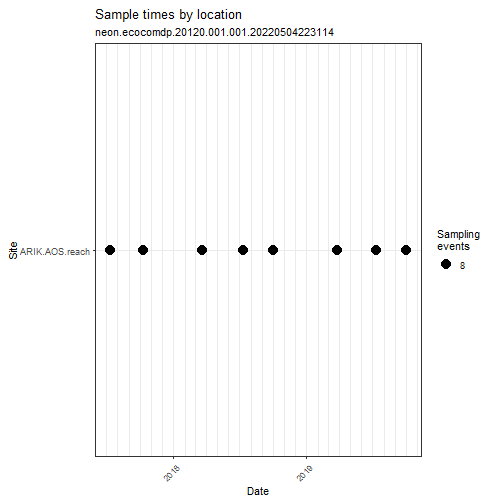 Sample times by location
neon.ecocomdp.20120.001.001.20220504223114
Site
ARIK.AOS.reach
Sampling
events
8
2018
2019
Date